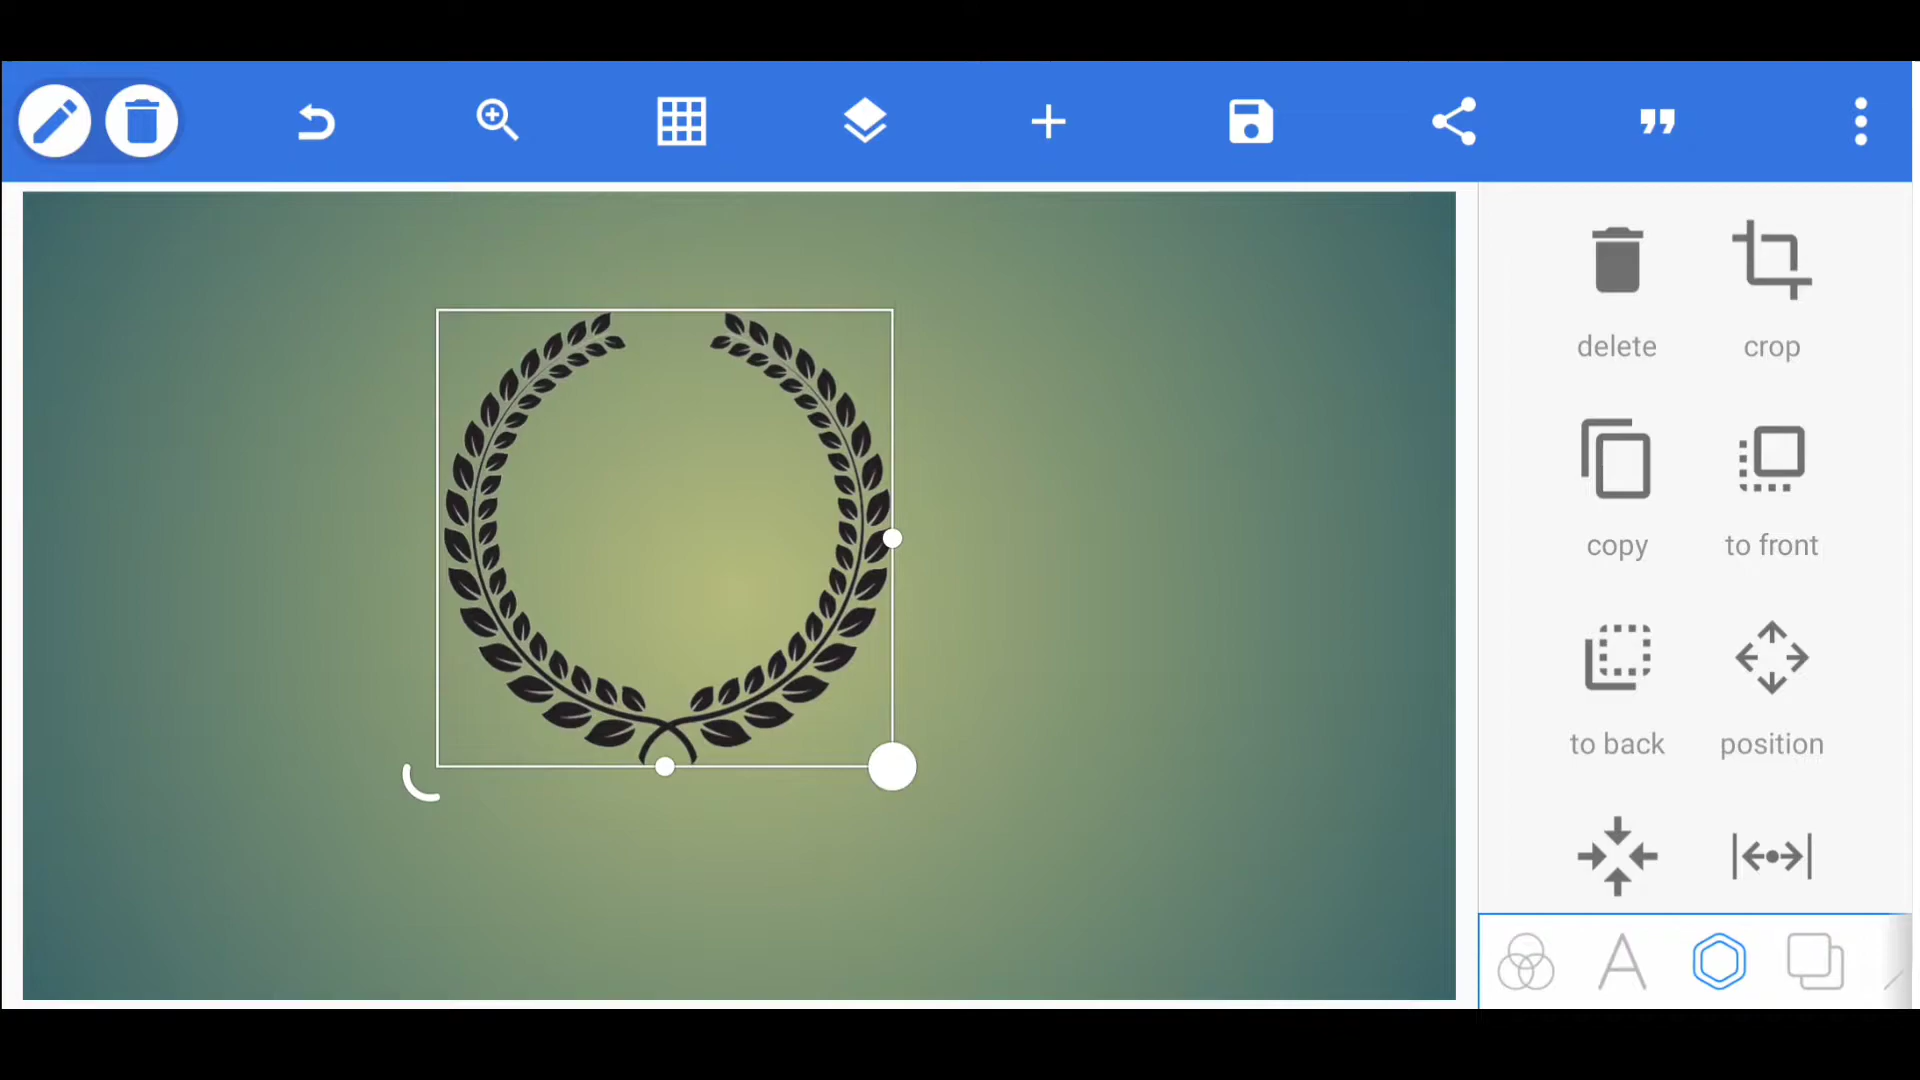 delete
crop
copy
to front
to back
position